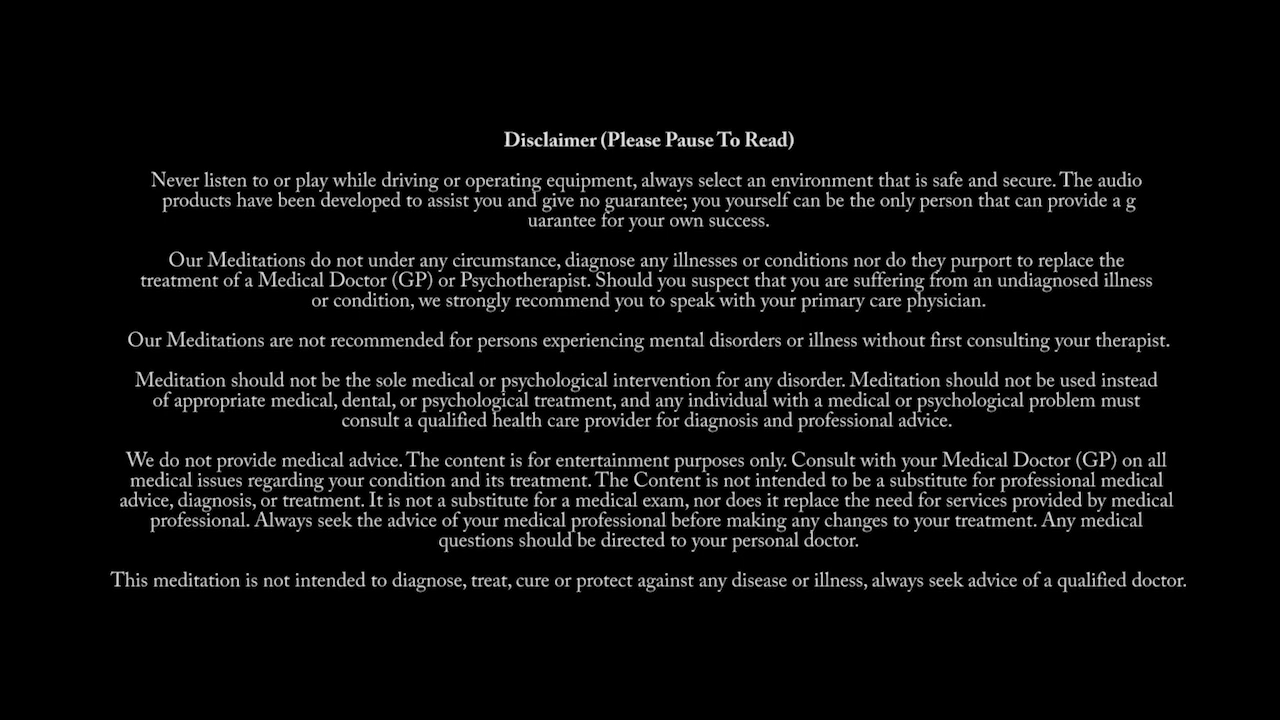 Disclaimer (Please Pause To Read)
Never listen to or play while driving or operating equipment, always select an environment that is safe and secure. The audio
products have been developed to assist you and give no guarantee; you yourself can be the only person that can provide a g
uarantee for your own success.
Our Meditations do not under any circumstance, diagnose any illnesses or conditions nor do they purport to replace the
treatment of a Medical Doctor (GP) or Psychotherapist. Should you suspect that you are suffering from an undiagnosed illness
or condition, we strongly recommend you to speak with your primary care physician.
Our Meditations are not recommended for persons experiencing mental disorders or illness without first consulting your therapist.
Meditation should not be the sole medical or psychological intervention for any disorder. Meditation should not be used instead
of appropriate medical, dental, or psychological treatment, and any individual with a medical or psychological problem must
consult a qualified health care provider for diagnosis and professional advice.
We do not provide medical advice. The content is for entertainment purposes only. Consult with your Medical Doctor (GP) on all
medical issues regarding your condition and its treatment. The Content is not intended to be a substitute for professional medical
advice, diagnosis, or treatment. It is not a substitute for a medical exam, nor does it replace the need for services provided by medical
professional. Always seek the advice of your medical professional before making any changes to your treatment. Any medical
questions should be directed to your personal doctor.
This meditation is not intended to diagnose, treat, cure or protect against any disease or illness, always seek advice of a qualified doctor.